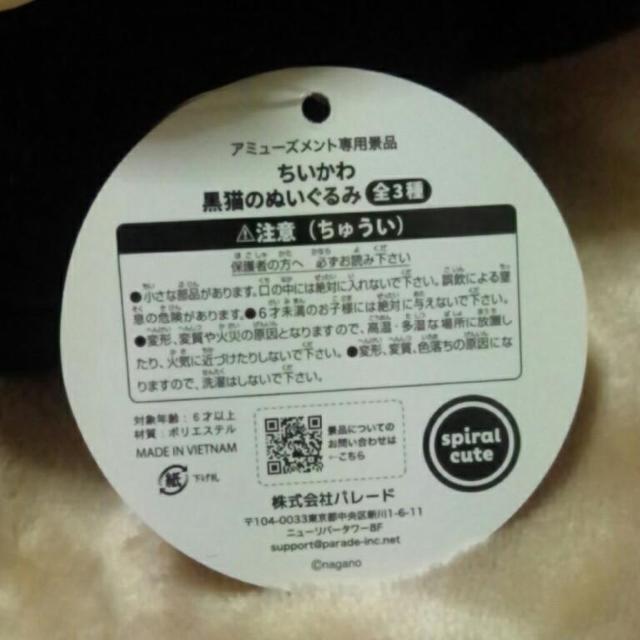 アミューズメント専用景品
ちいかわ
黒猫のぬいぐるみ 全3種
⚠注意(ちゅうい)
保護者の方へ 必ずお読み下さい
●小さな部品があります。口の中には絶対に入れないで下さい。誤飲による窒
息の危険があります。●6才未満のお子様には絶対に与えないで下さい。
●変形、変質や火災の原因となりますので、高温・多湿な場所に放置し
たり、火気に近づけたりしないで下さい。●変形、変質、色落ちの原因にな
りますので、洗濯はしないで下さい。
対象年齢:6才以上
材質:ポリエステル
MADE IN VIETNAM
紙 下げ札
景品についての
お問い合わせは
←こちら
spiral
cute
株式会社パレード
〒104-0033東京都中央区新川1-6-11
ニューリバータワー8F
support@parade-inc.net
©nagano